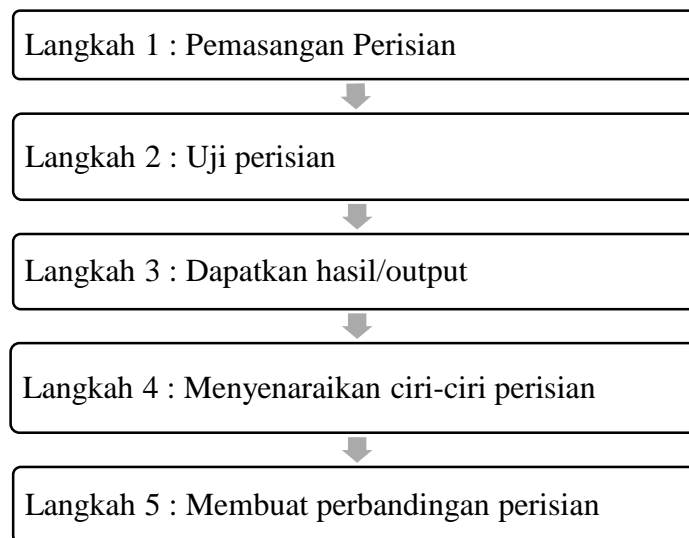 Langkah 1 : Pemasangan Perisian
Langkah 2 : Uji perisian
Langkah 3 : Dapatkan hasil/output
Langkah 4 : Menyenaraikan ciri-ciri perisian
Langkah 5 : Membuat perbandingan perisian